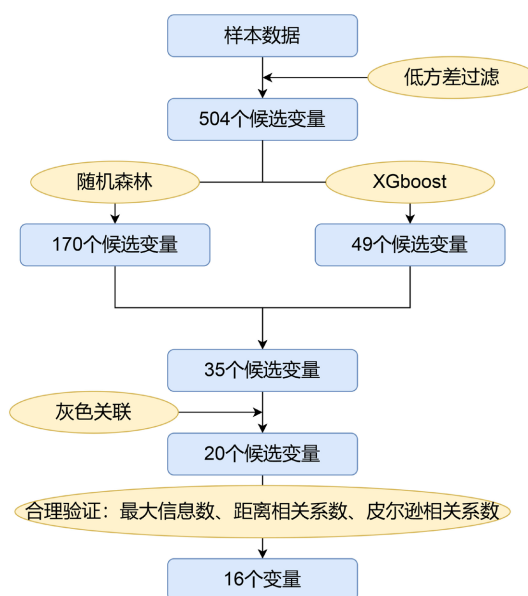 样本数据
低方差过滤
504个候选变量
随机森林
XGboost
170个候选变量
49个候选变量
35个候选变量
灰色关联
20个候选变量
合理验证：最大信息数、距离相关系数、皮尔逊相关系数
16个变量